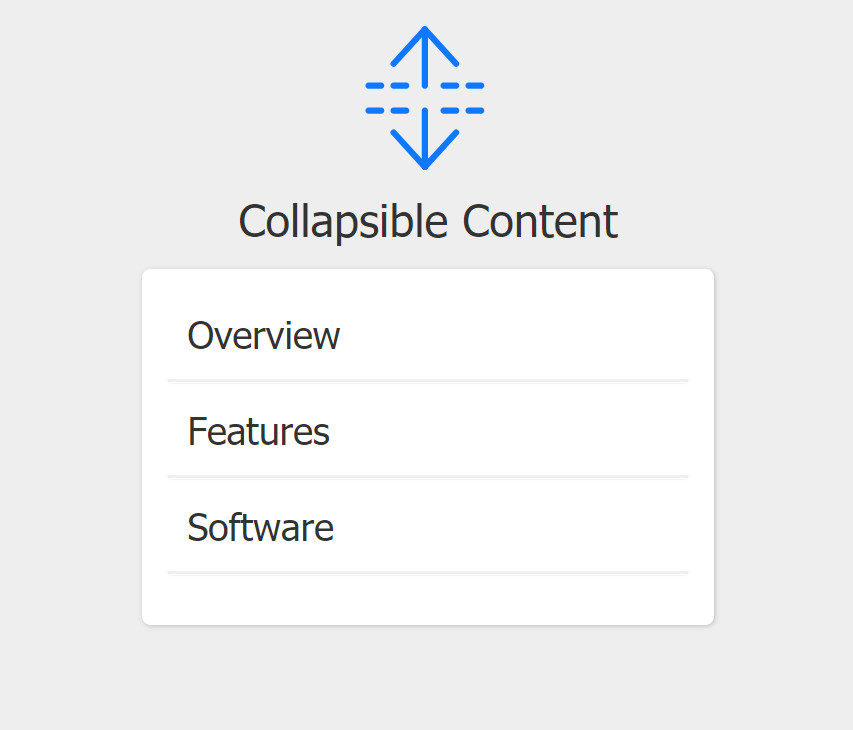 Collapsible Content
Overview
Features
Software